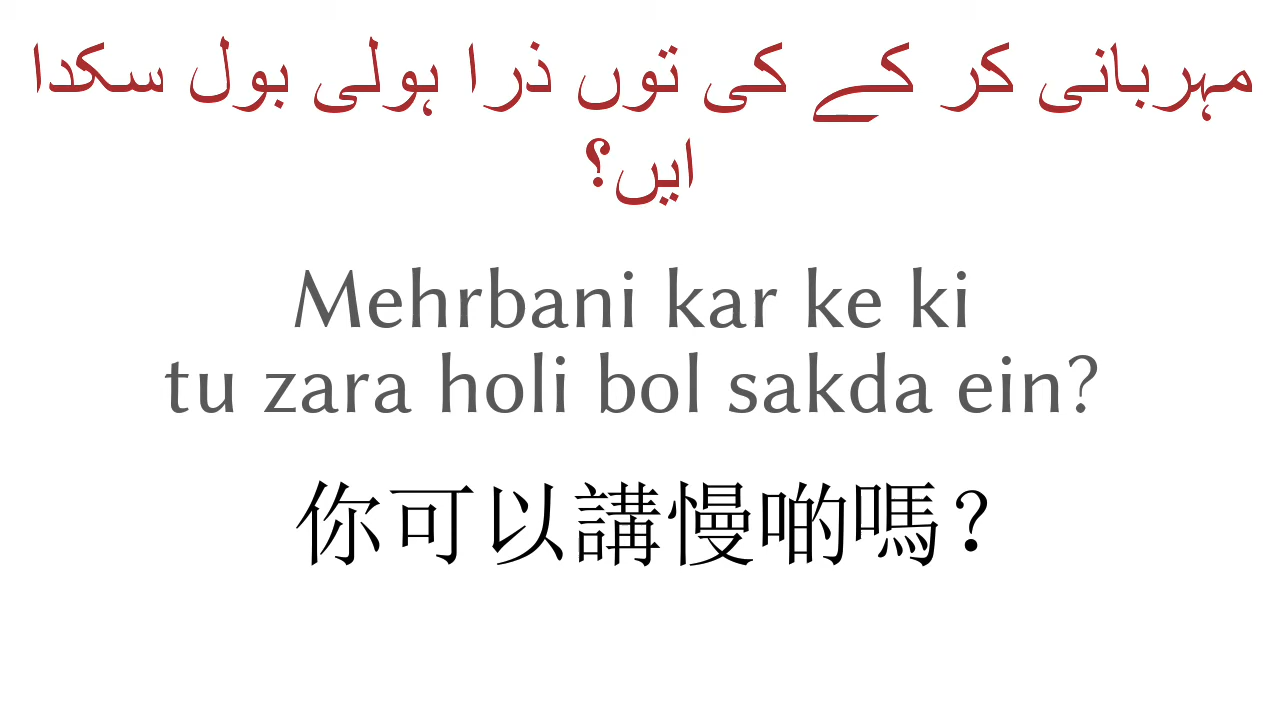 مہربانی کر کے کی توں ذرا ہولی بول سکدا
ایں؟
Mehrbani kar ke ki
tu zara holi bol sakda ein?
你可以講慢啲嗎？